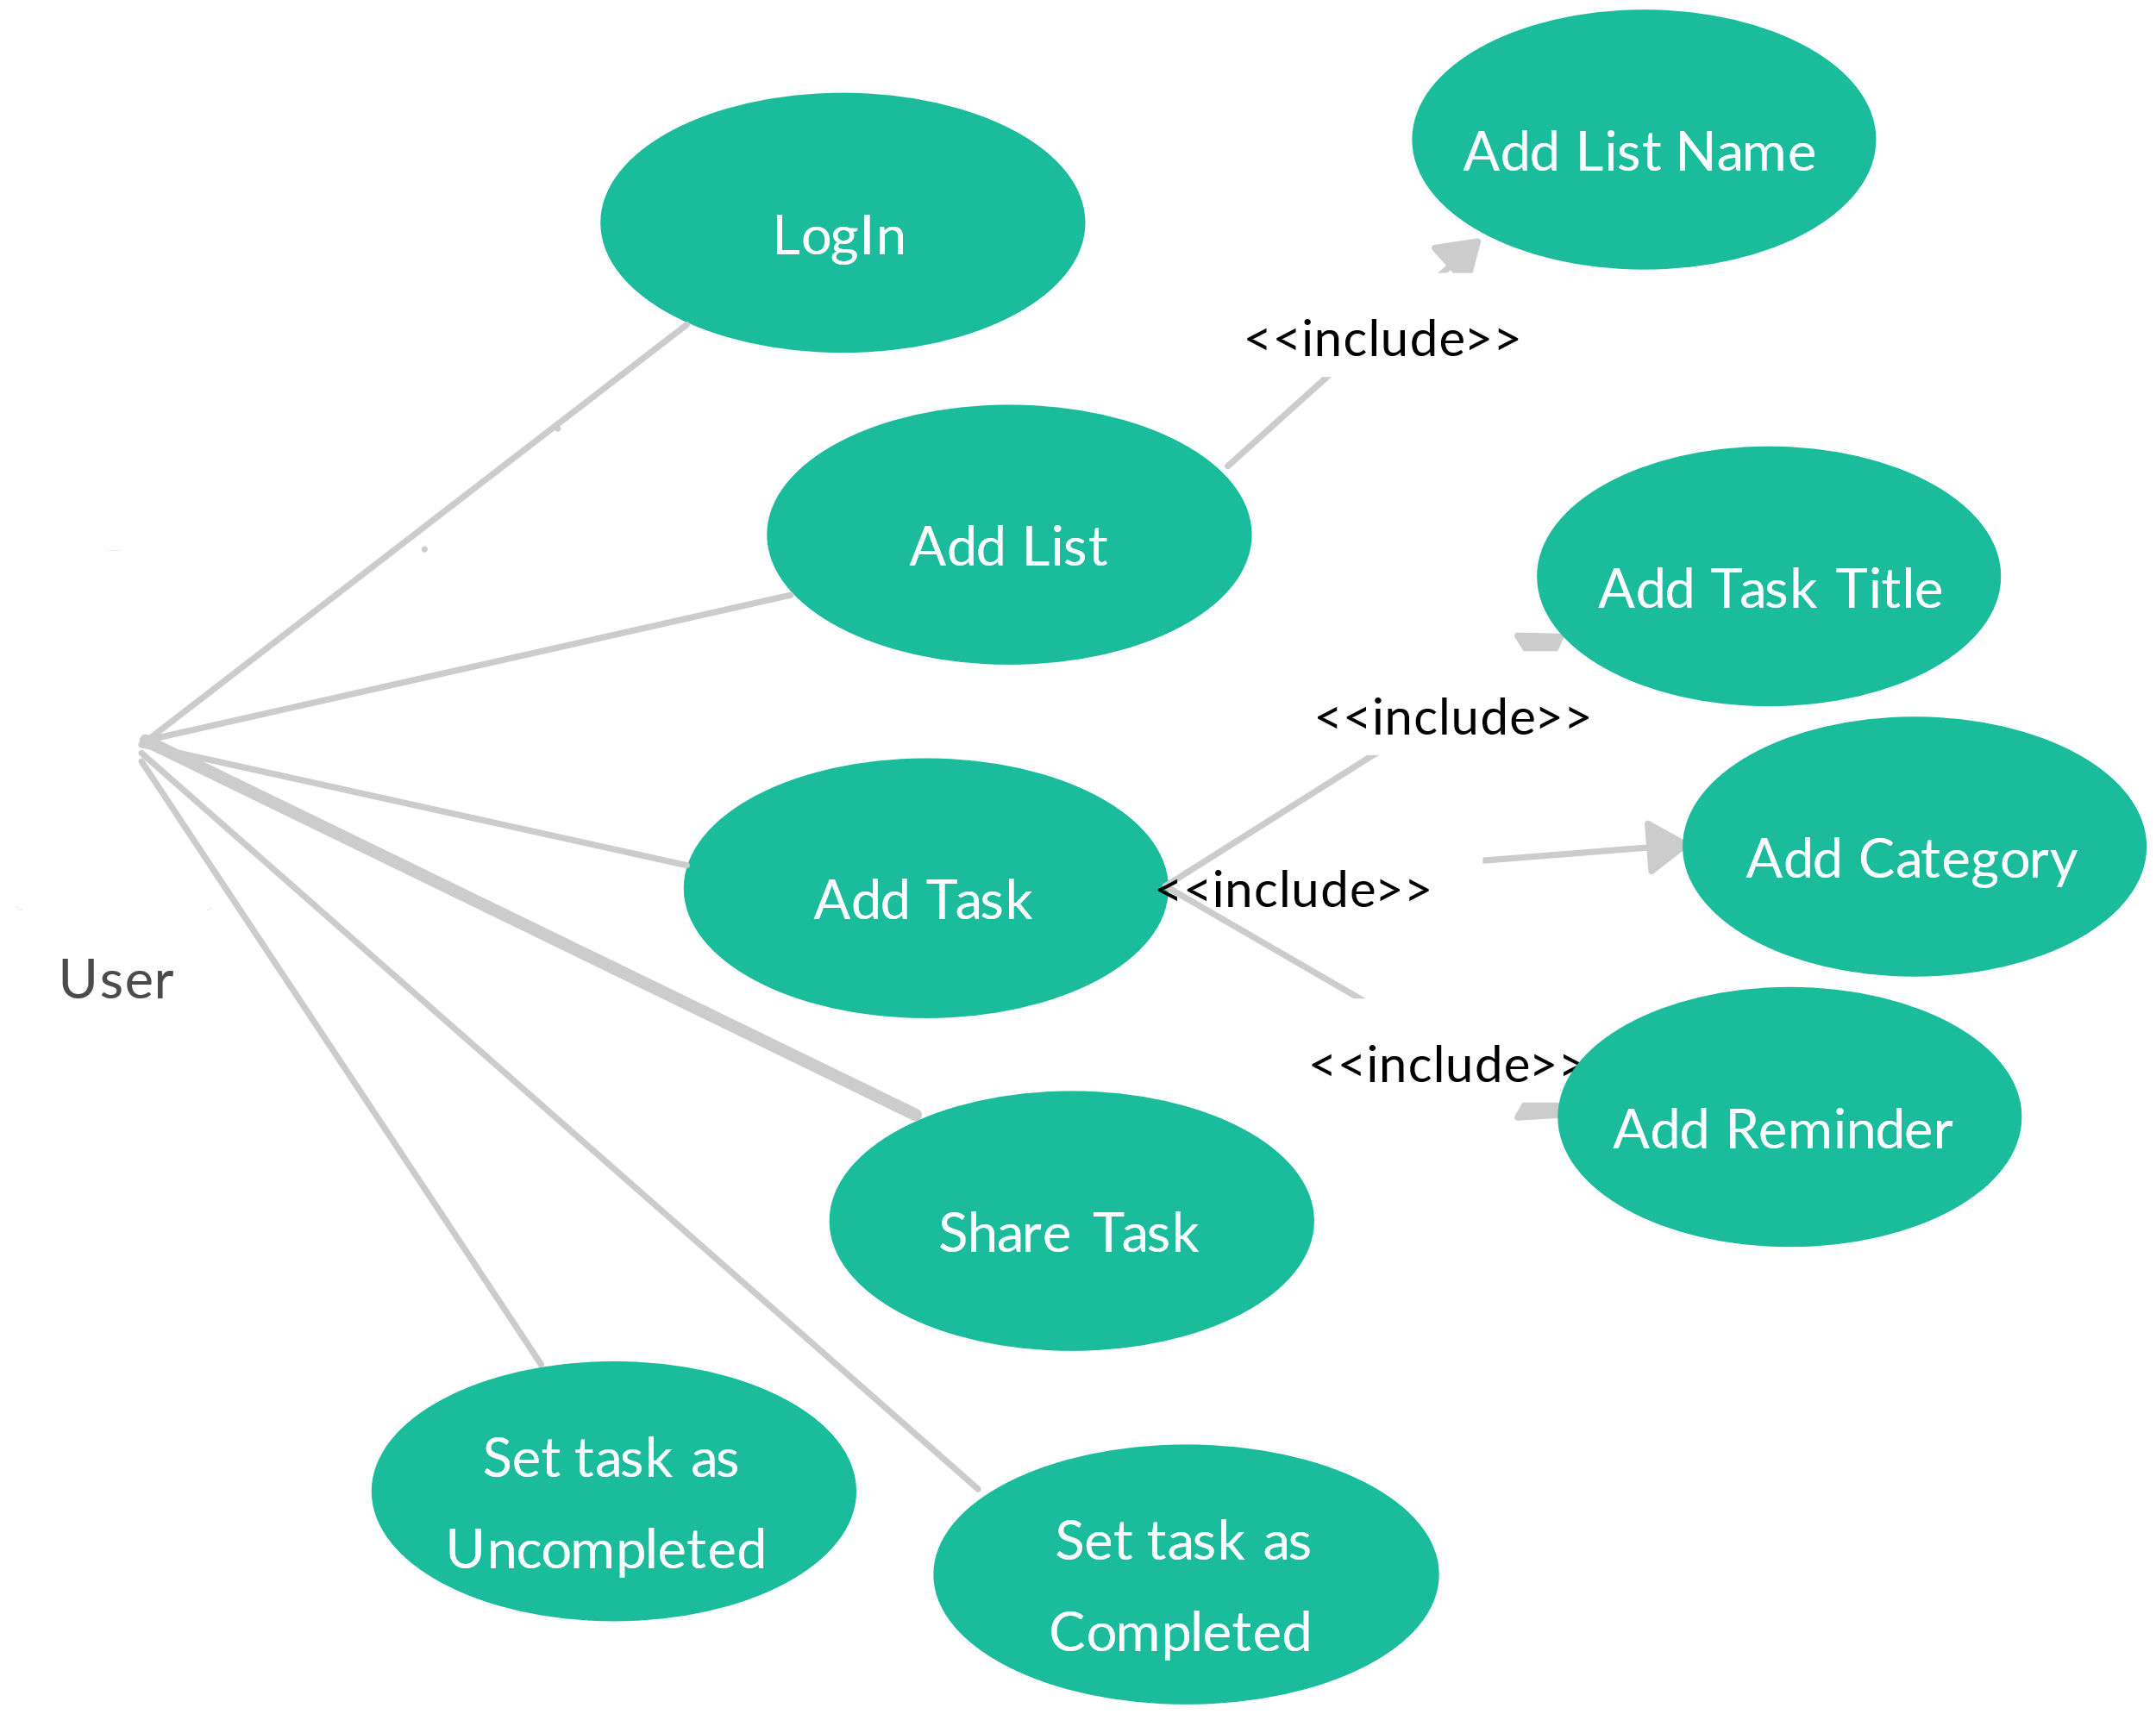 Add List Name
LogIn
<<include>>
Add List
Add Task Title
<<include>>
Add Category
Add Task
<<include>>
User
<<include>>
Add Reminder
Share Task
Set task as
Uncompleted
Set task as
Completed